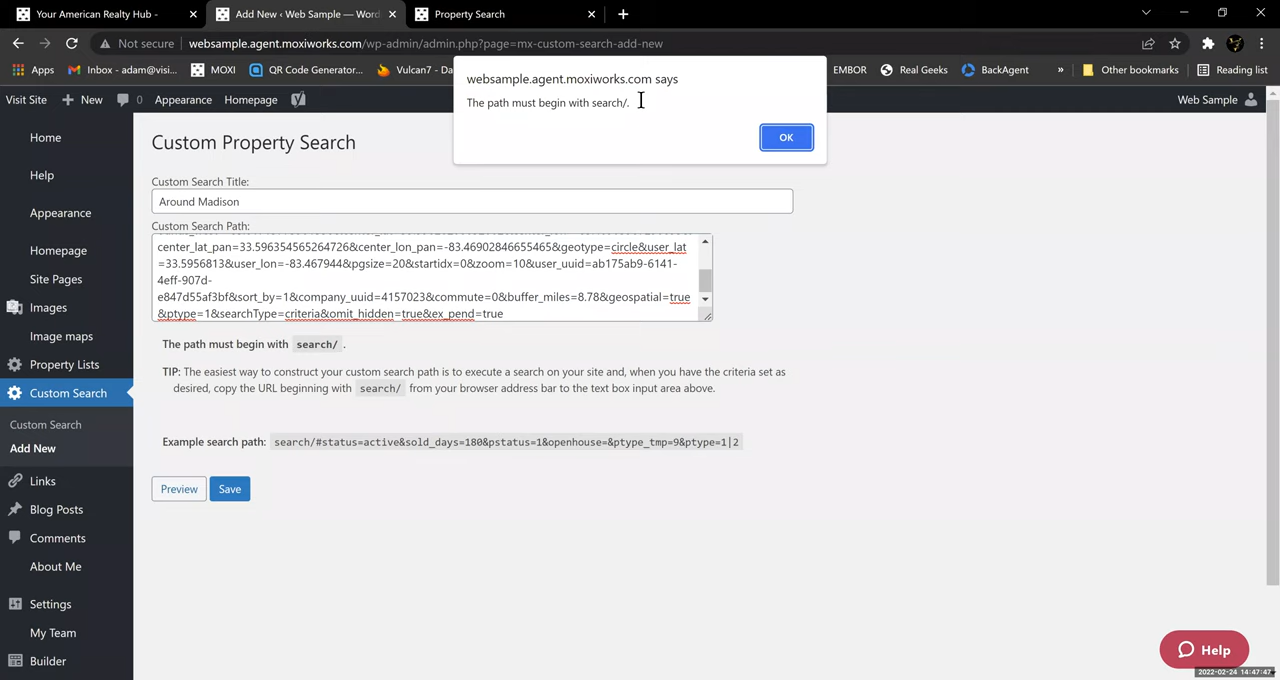 Your American Realty Hub -
Add New ‹ Web Sample — Word
Property Search
Not secure
websample.agent.moxiworks.com/wp-admin/admin.php?page=mx-custom-search-add-new
Apps
Inbox - adam@visi...
MOXI
QR Code Generator...
Vulcan7 - Da
EMBOR
Real Geeks
BackAgent
»
Other bookmarks
Reading list
websample.agent.moxiworks.com says
The path must begin with search/.
OK
Visit Site
+ New
0
Appearance
Homepage
Web Sample
Home
Help
Appearance
Homepage
Site Pages
Images
Image maps
Property Lists
Custom Search
Custom Search
Add New
Links
Blog Posts
Comments
About Me
Settings
My Team
Builder
Custom Property Search
Custom Search Title:
Around Madison
Custom Search Path:
center_lat_pan=33.596354565264726&center_lon_pan=-83.46902846655465&geotype=circle&user_lat
=33.5956813&user_lon=-83.467944&pgsize=20&startidx=0&zoom=10&user_uuid=ab175ab9-6141-
4eff-907d-
e847d55af3bf&sort_by=1&company_uuid=4157023&commute=0&buffer_miles=8.78&geospatial=true
&ptype=1&searchType=criteria&omit_hidden=true&ex_pend=true
The path must begin with search/ .
TIP: The easiest way to construct your custom search path is to execute a search on your site and, when you have the criteria set as
desired, copy the URL beginning with search/ from your browser address bar to the text box input area above.
Example search path: search/#status=active&sold_days=180&pstatus=1&openhouse=&ptype_tmp=9&ptype=1|2
Preview
Save
Help
2022-02-24 14:47:47